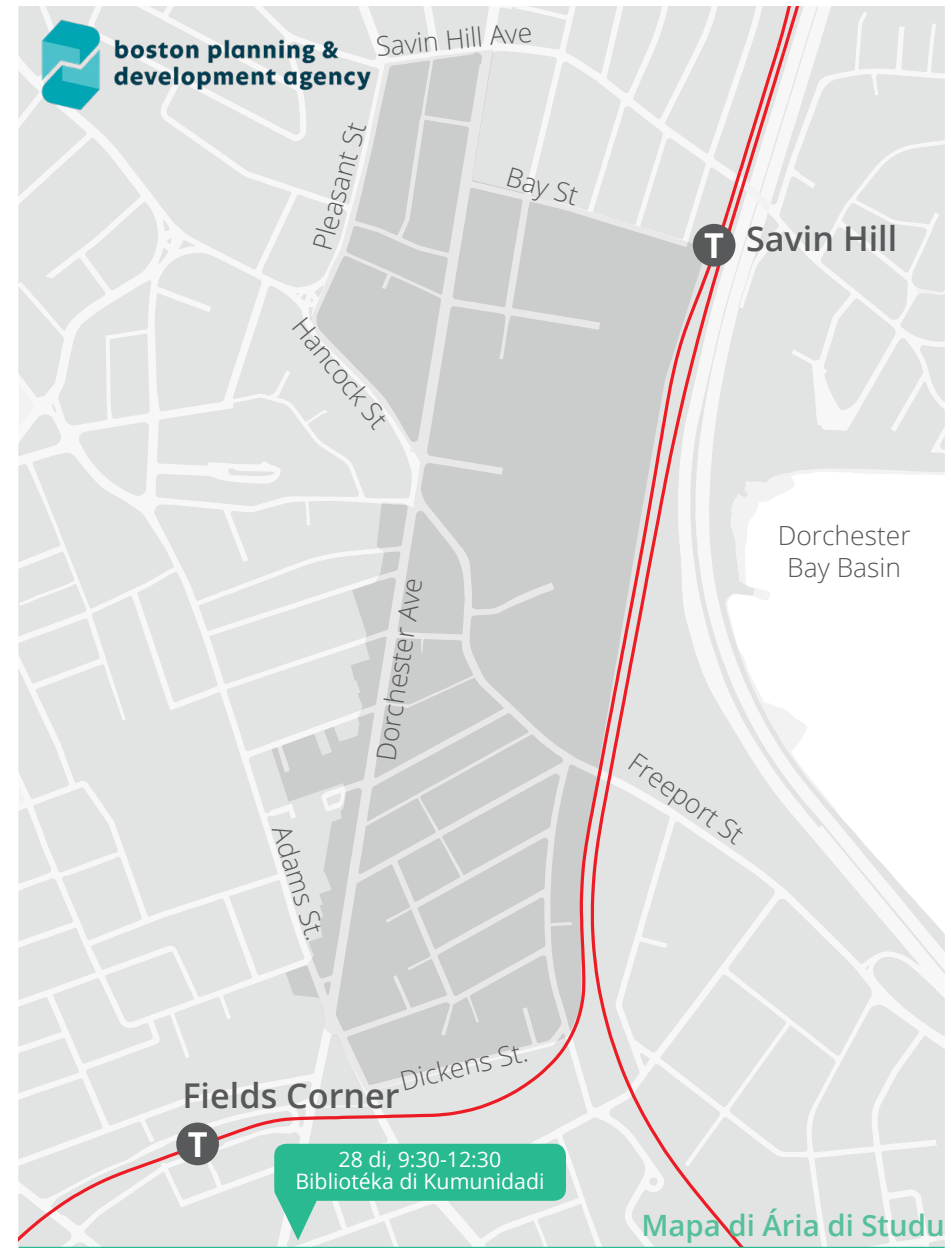 boston planning &
development agency
Savin Hill Ave
Pleasant St
Bay St
T Savin Hill
Hancock St
Dorchester
Bay Basin
Dorchester Ave
Freeport St
Adams St.
Dickens St.
Fields Corner
T
28 di, 9:30-12:30
Bibliotéka di Kumunidadi
Mapa di Ária di Studu